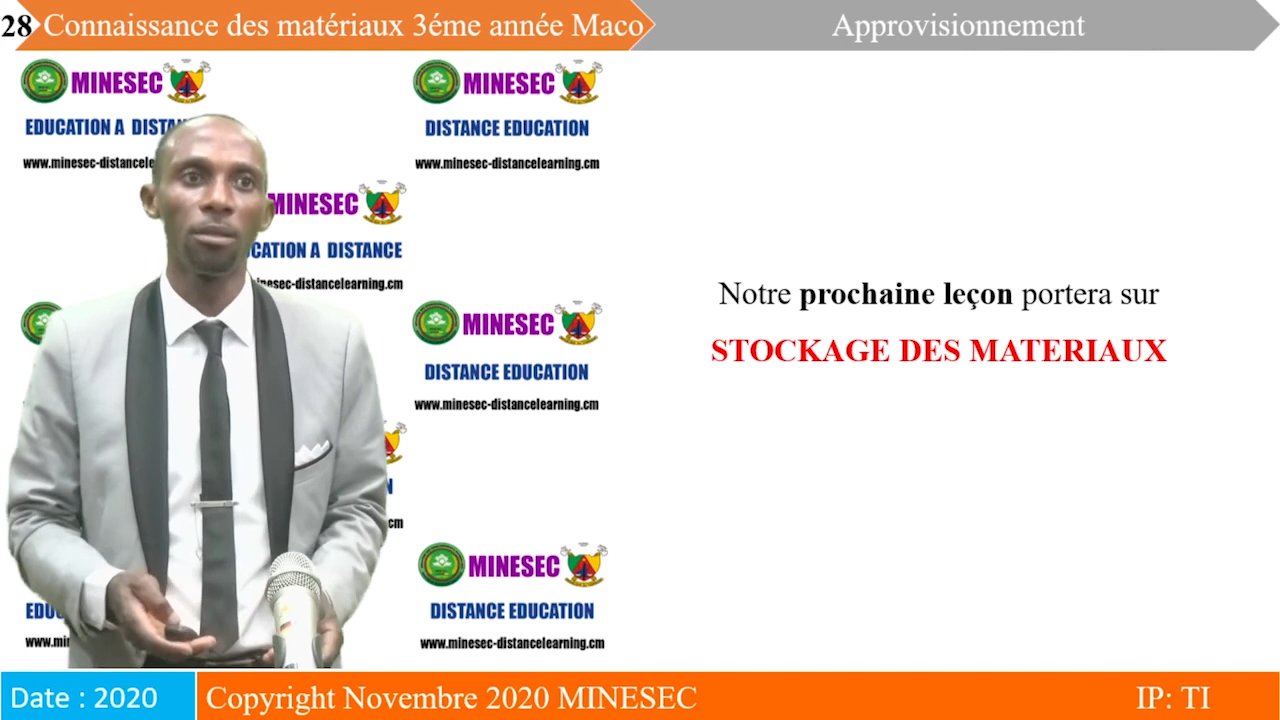 28 Connaissance des matériaux 3éme année Maco
Approvisionnement
MINESEC
MINESEC
EDUCATION A
DISTANCE EDUCATION
www.minesec-distancelearning.cm
MINESEC
DISTANCE
distancelearning.cm
Notre prochaine leçon portera sur
STOCKAGE DES MATERIAUX
MINESEC
DISTANCE EDUCATION
www.minesec-distancelearning.cm
MINESEC
DISTANCE EDUCATION
www.minesec-distancelearning.cm
Date : 2020
Copyright Novembre 2020 MINESEC
IP: TI